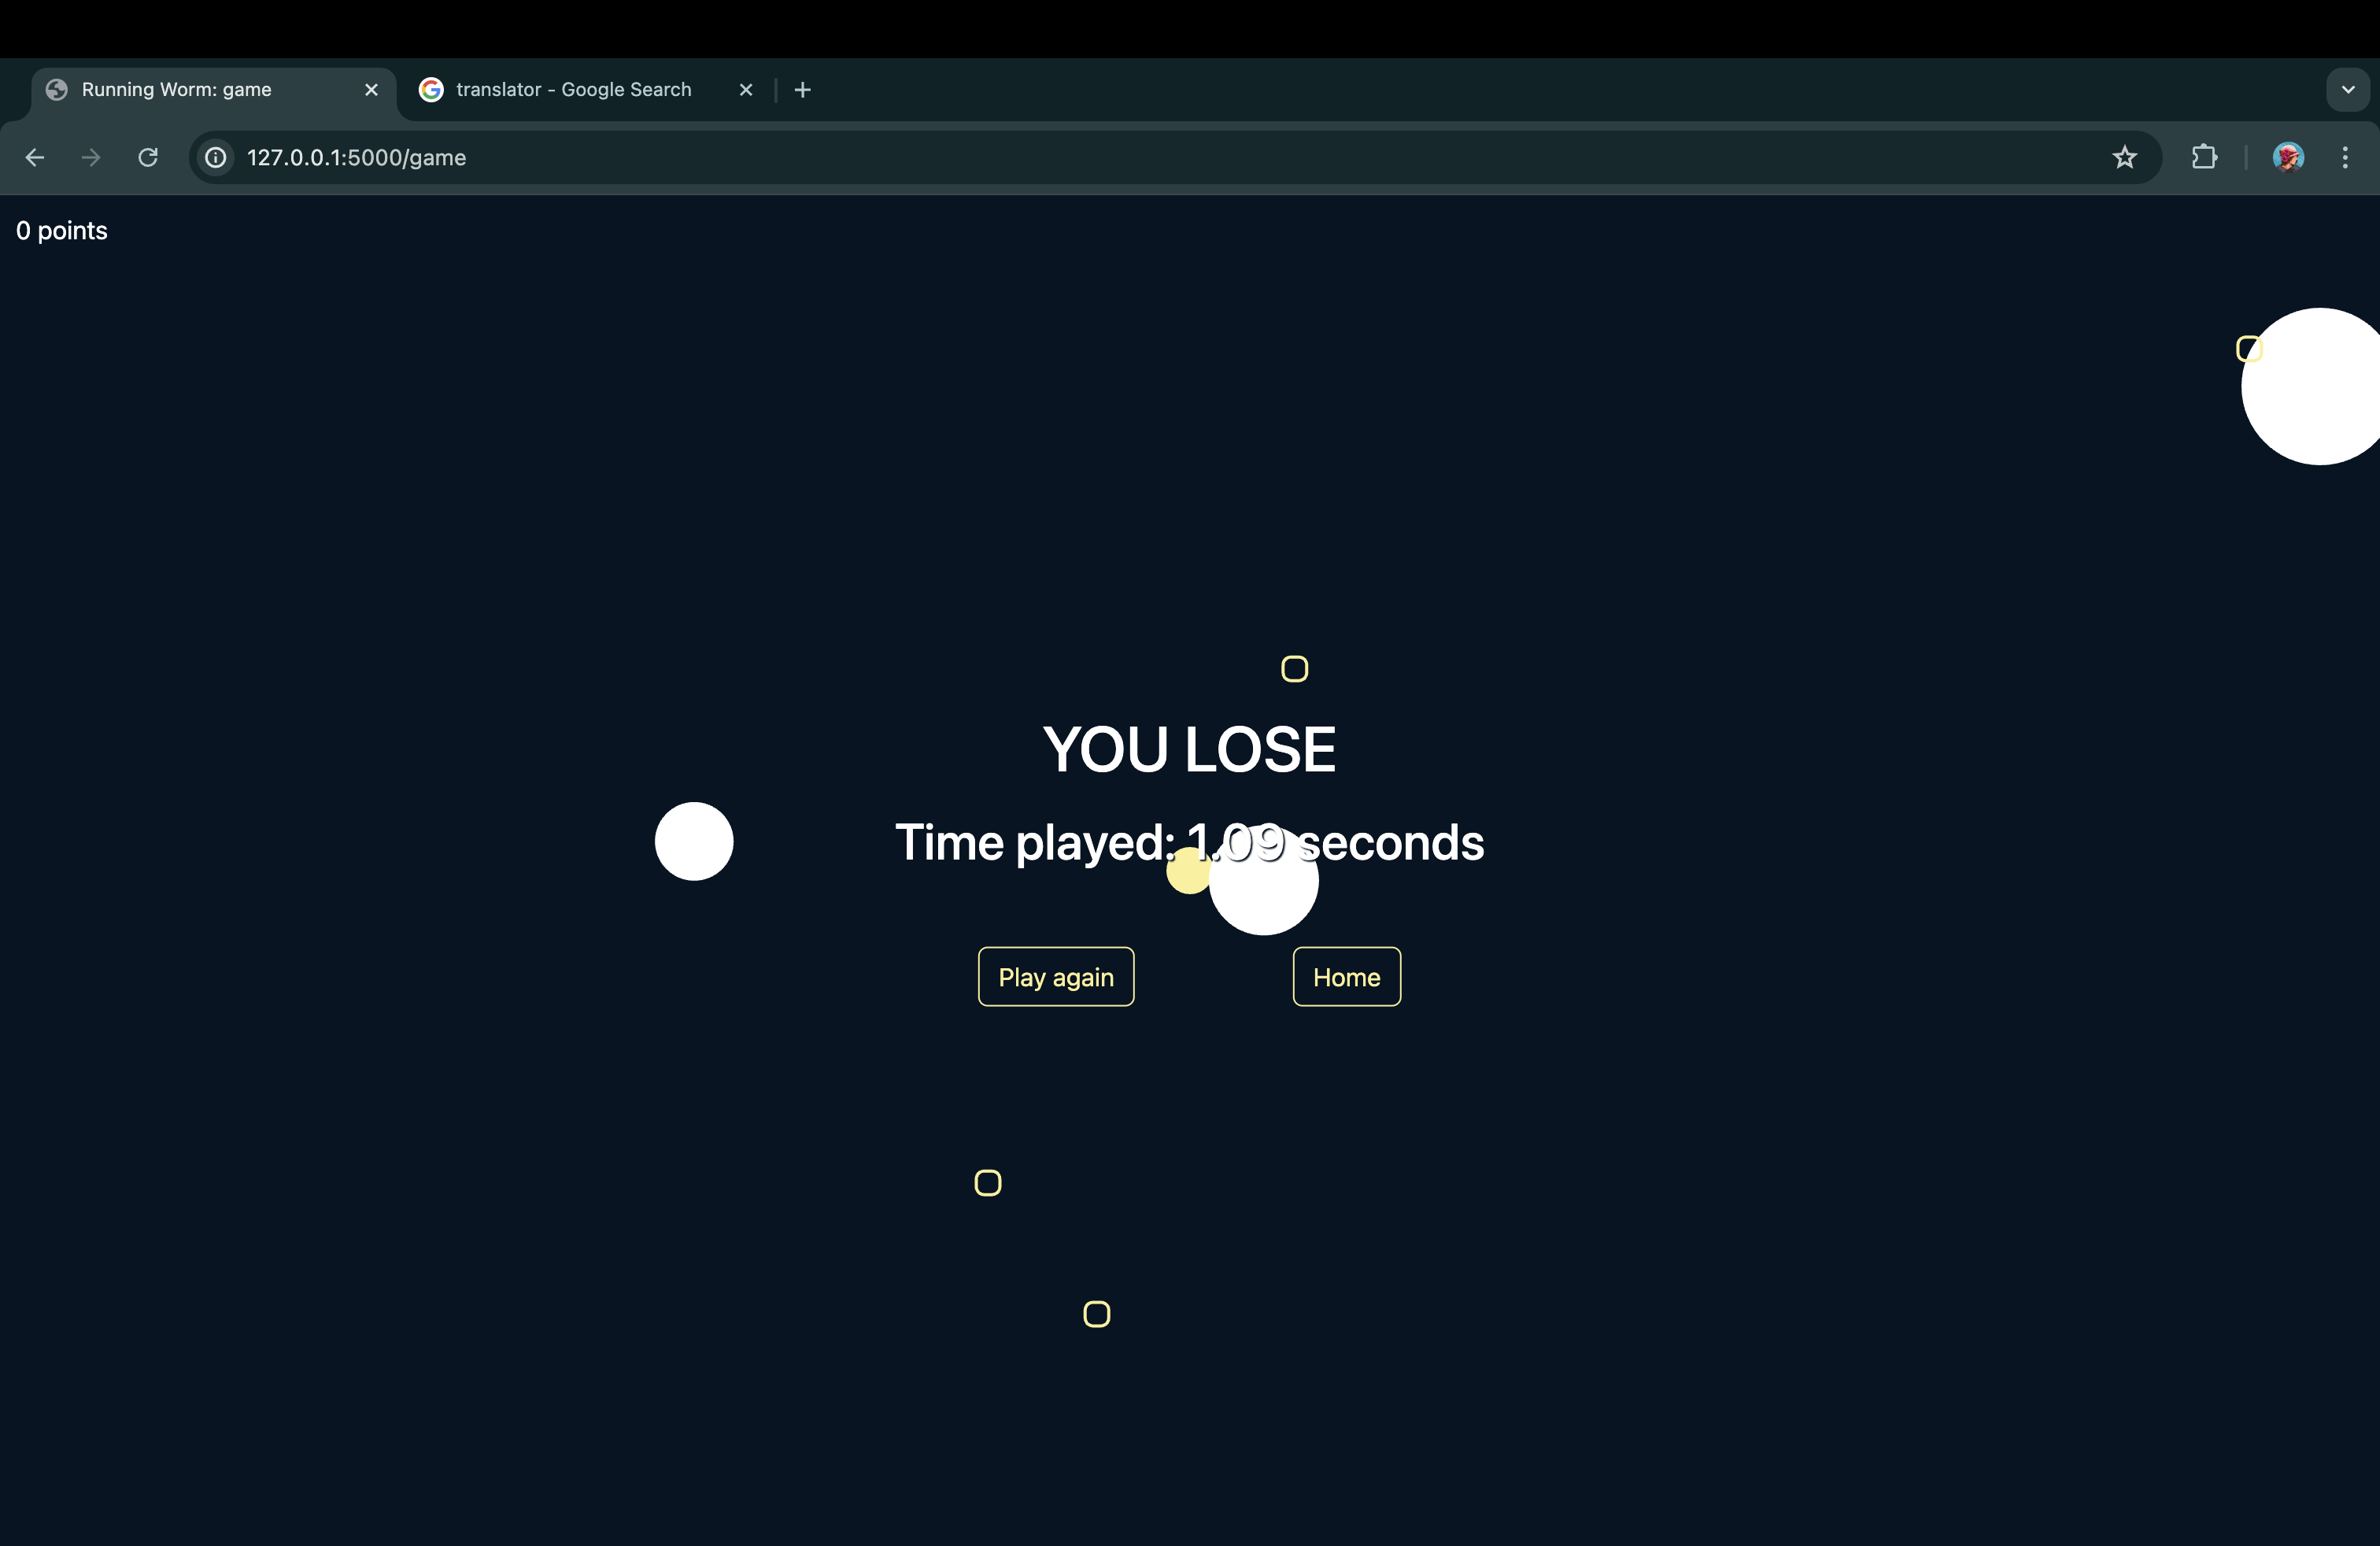 Running Worm: game
translator - Google Search
127.0.0.1:5000/game
0 points
YOU LOSE
Time played: 1.09 seconds
Play again
Home